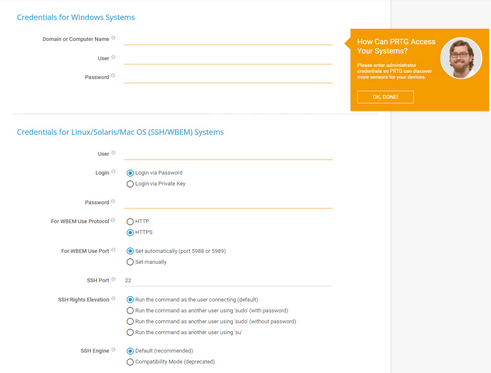 Credentials for Windows Systems
Domain or Computer Name
User
Password
How Can PRTG Access
Your Systems?
Please enter administrator
credentials so PRTG can discover
more sensors for your devices.
OK, DONE!
Credentials for Linux/Solaris/Mac OS (SSH/WBEM) Systems
User
Login
Login via Password
Login via Private Key
Password
For WBEM Use Protocol
HTTP
HTTPS
For WBEM Use Port
Set automatically (port 5988 or 5989)
Set manually
SSH Port
22
SSH Rights Elevation
Run the command as the user connecting (default)
Run the command as another user using 'sudo' (with password)
Run the command as another user using 'sudo' (without password)
Run the command as another user using 'su'
SSH Engine
Default (recommended)
Compatibility Mode (deprecated)